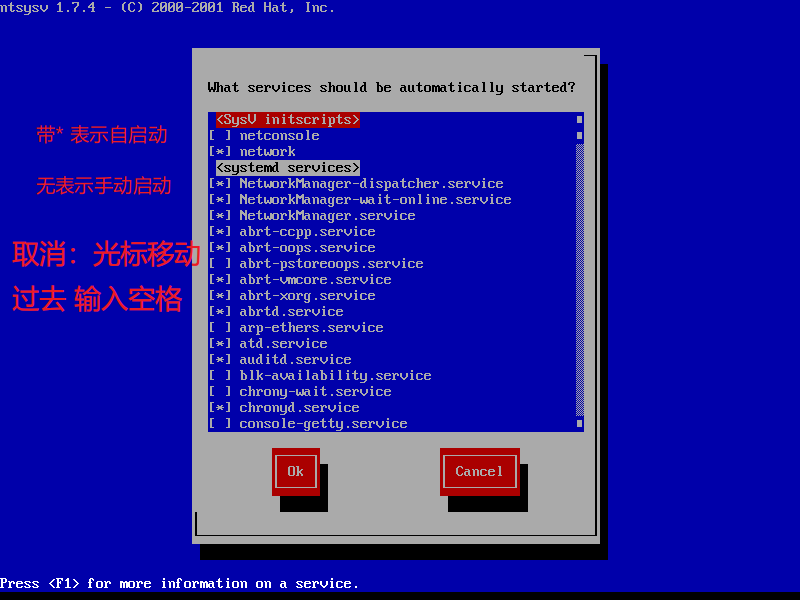 ntsysv 1.7.4 - (C) 2000-2001 Red Hat, Inc.
What services should be automatically started?
<SysV initscripts>
[ ] netconsole
[*] network
<systemd services>
[*] NetworkManager-dispatcher.service
[*] NetworkManager-wait-online.service
[*] NetworkManager.service
[*] abrt-ccpp.service
[*] abrt-oops.service
[ ] abrt-pstoreoops.service
[*] abrt-vmcore.service
[*] abrt-xorg.service
[*] abrtd.service
[ ] arp-ethers.service
[*] atd.service
[*] auditd.service
[ ] blk-availability.service
[ ] chrony-wait.service
[*] chronyd.service
[ ] console-getty.service
带* 表示自启动
无表示手动启动
取消：光标移动
过去 输入空格
Ok
Cancel
Press <F1> for more information on a service.